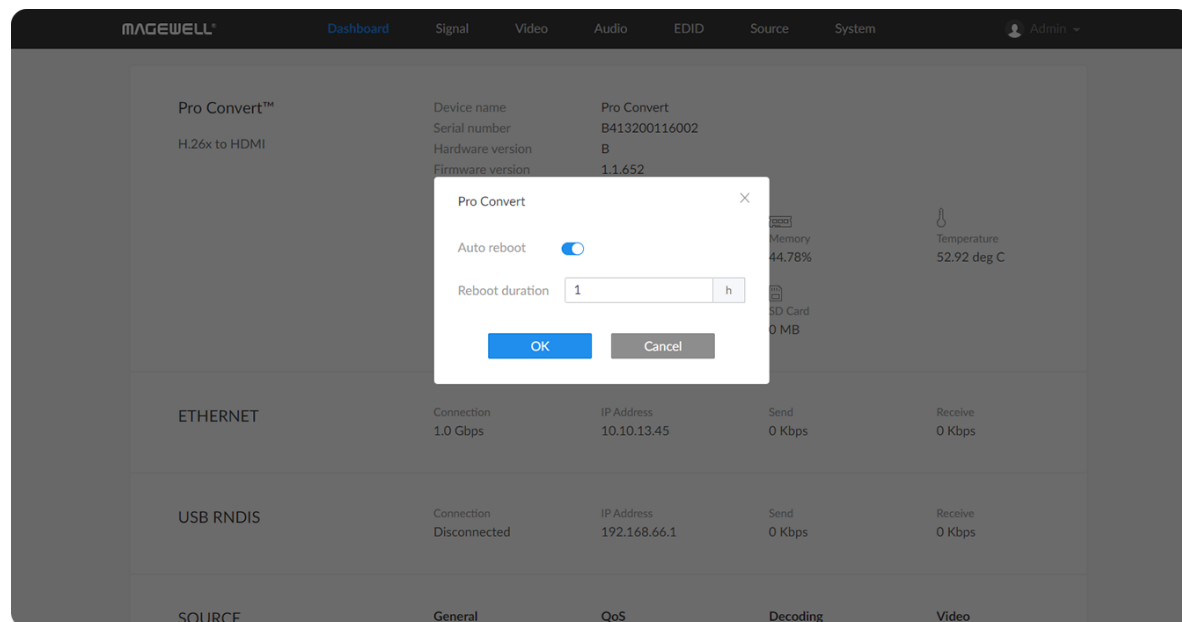 MAGEWELL®
Dashboard Signal Video Audio EDID Source System Admin
Pro Convert™
H.26x to HDMI
Device name Pro Convert
Serial number B413200116002
Hardware version B
Firmware version 1.1.652
Pro Convert
Auto reboot
Reboot duration 1 h
OK Cancel
Memory
44.78%
Temperature
52.92 deg C
SD Card
0 MB
ETHERNET
Connection IP Address Send Receive
1.0 Gbps 10.10.13.45 0 Kbps 0 Kbps
USB RNDIS
Connection IP Address Send Receive
Disconnected 192.168.66.1 0 Kbps 0 Kbps
SOURCE General QoS Decoding Video